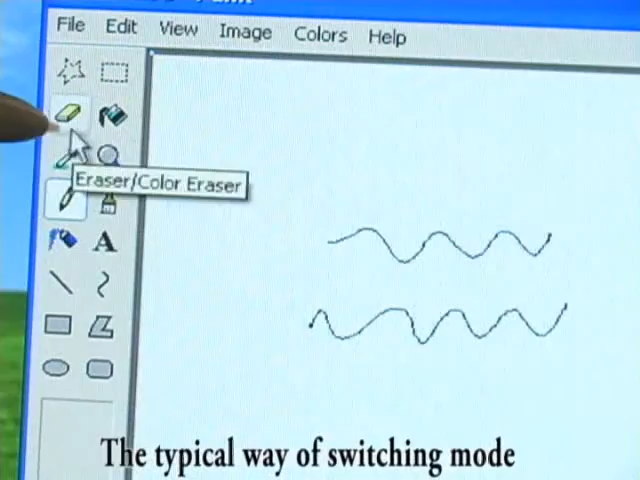 File Edit View Image Colors Help
Eraser/Color Eraser
A
The typical way of switching mode